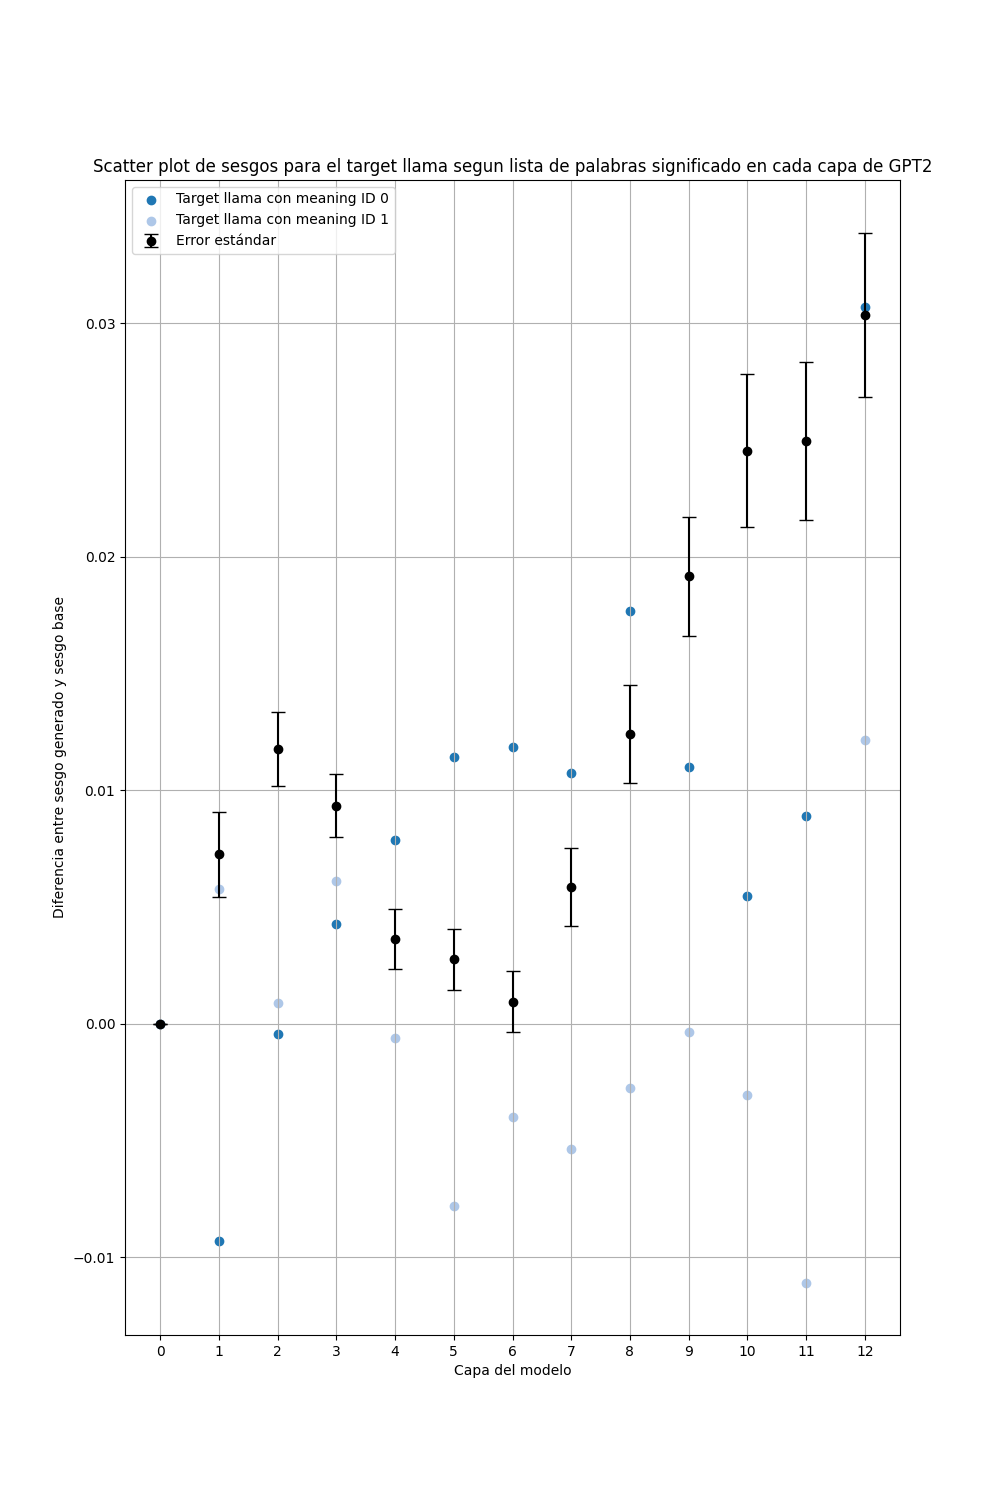 Scatter plot de sesgos para el target llama segun lista de palabras significado en cada capa de GPT2
Target llama con meaning ID 0
Target llama con meaning ID 1
Error estándar
0.03
0.02
0.01
0.00
−0.01
Diferencia entre sesgo generado y sesgo base
0 1 2 3 4 5 6 7 8 9 10 11 12
Capa del modelo